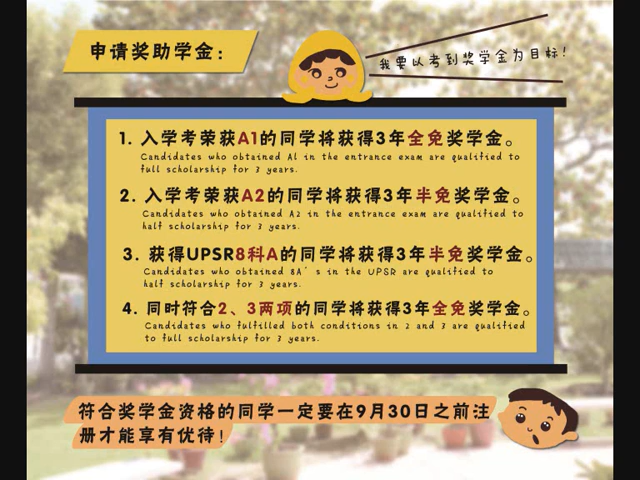 申请奖助学金：
我要以考到奖学金为目标！
1. 入学考荣获A1的同学将获得3年全免奖学金。
Candidates who obtained A1 in the entrance exam are qualified to
full scholarship for 3 years.
2. 入学考荣获A2的同学将获得3年半免奖学金。
Candidates who obtained A2 in the entrance exam are qualified to
half scholarship for 3 years.
3. 获得UPSR8科A的同学将获得3年半免奖学金。
Candidates who obtained 8A's in the UPSR are qualified to
half scholarship for 3 years.
4. 同时符合2、3两项的同学将获得3年全免奖学金。
Candidates who fulfilled both conditions in 2 and 3 are qualified
to full scholarship for 3 years.
符合奖学金资格的同学一定要在9月30日之前注
册才能享有优待！